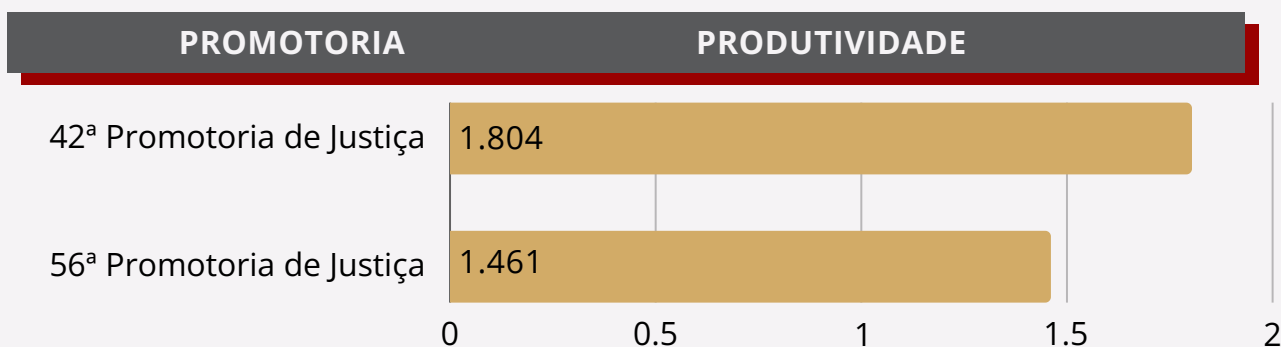 PROMOTORIA PRODUTIVIDADE
42ª Promotoria de Justiça 1.804
56ª Promotoria de Justiça 1.461
0 0.5 1 1.5 2